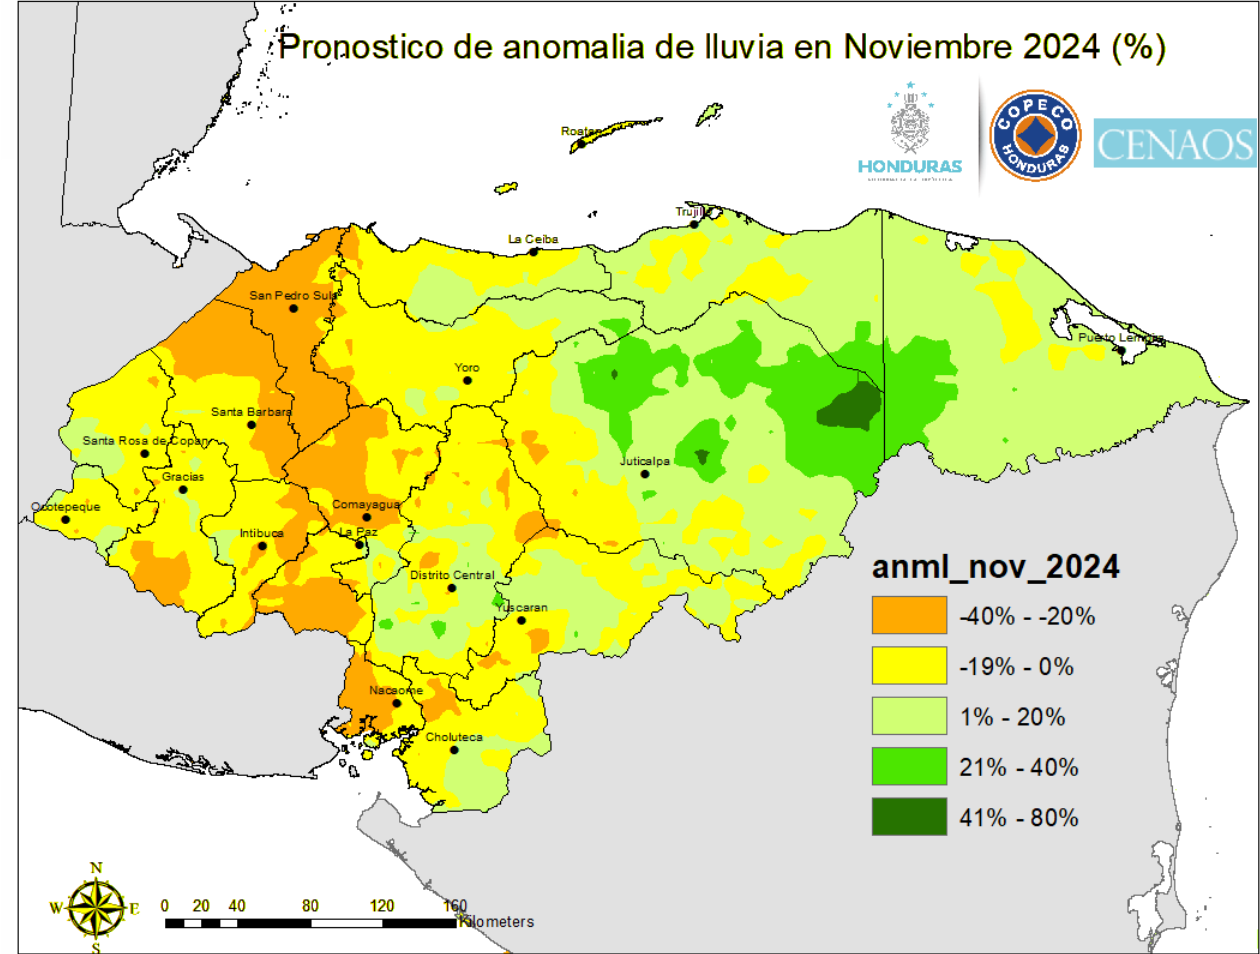 Pronostico de anomalia de lluvia en Noviembre 2024 (%)
HONDURAS
COPECO
HONDURAS
CENAOS
Roatan
Trujillo
La Ceiba
San Pedro Sula
Puerto Lempira
Yoro
Santa Barbara
Santa Rosa de Copan
Juticalpa
Gracias
Ocotepeque
Comayagua
Intibuca
La Paz
Distrito Central
Yuscaran
Nacaome
Choluteca
anml_nov_2024
-40% - -20%
-19% - 0%
1% - 20%
21% - 40%
41% - 80%
N
W E
S
0 20 40 80 120 160
Kilometers